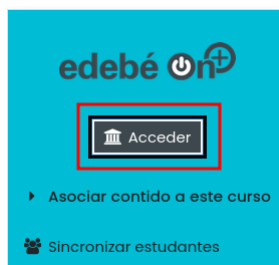 edebé On+
Acceder
Asociar contido a este curso
Sincronizar estudantes